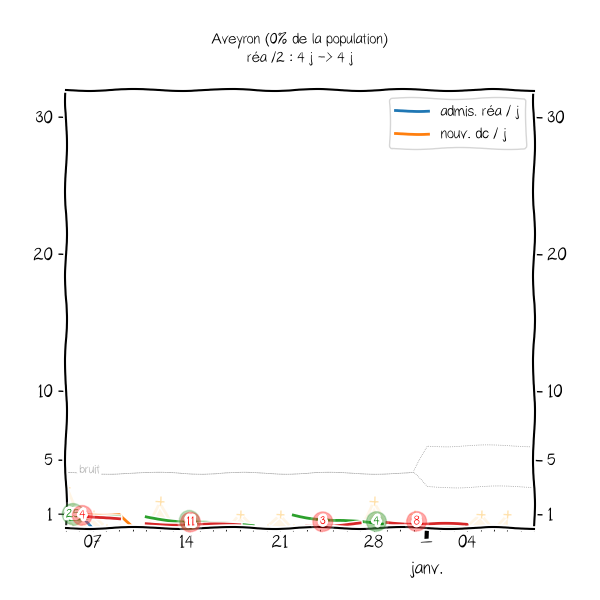 Aveyron (0% de la population)
réa /2 : 4 j -> 4 j
admis. réa / j
nouv. dc / j
30 30
20 20
10 10
5 5
bruit
1 1
4 11 3 4 8
07 14 21 28 04
janv.